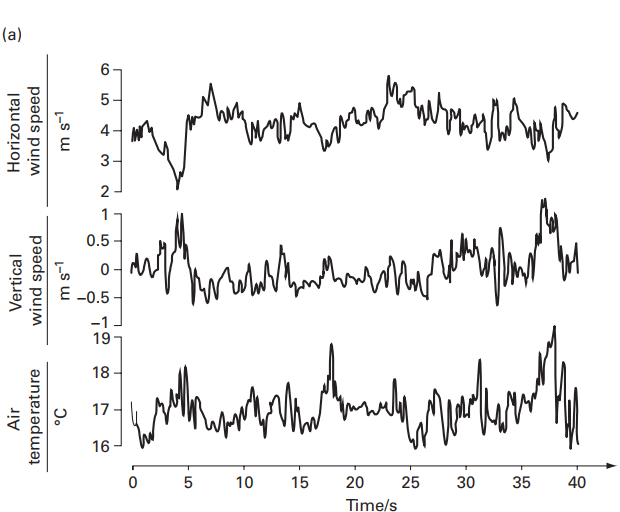 (a)
Horizontal
wind speed
m s⁻¹
6
5
4
3
2
Vertical
wind speed
m s⁻¹
1
0.5
0
−0.5
−1
Air
temperature
°C
19
18
17
16
0 5 10 15 20 25 30 35 40
Time/s